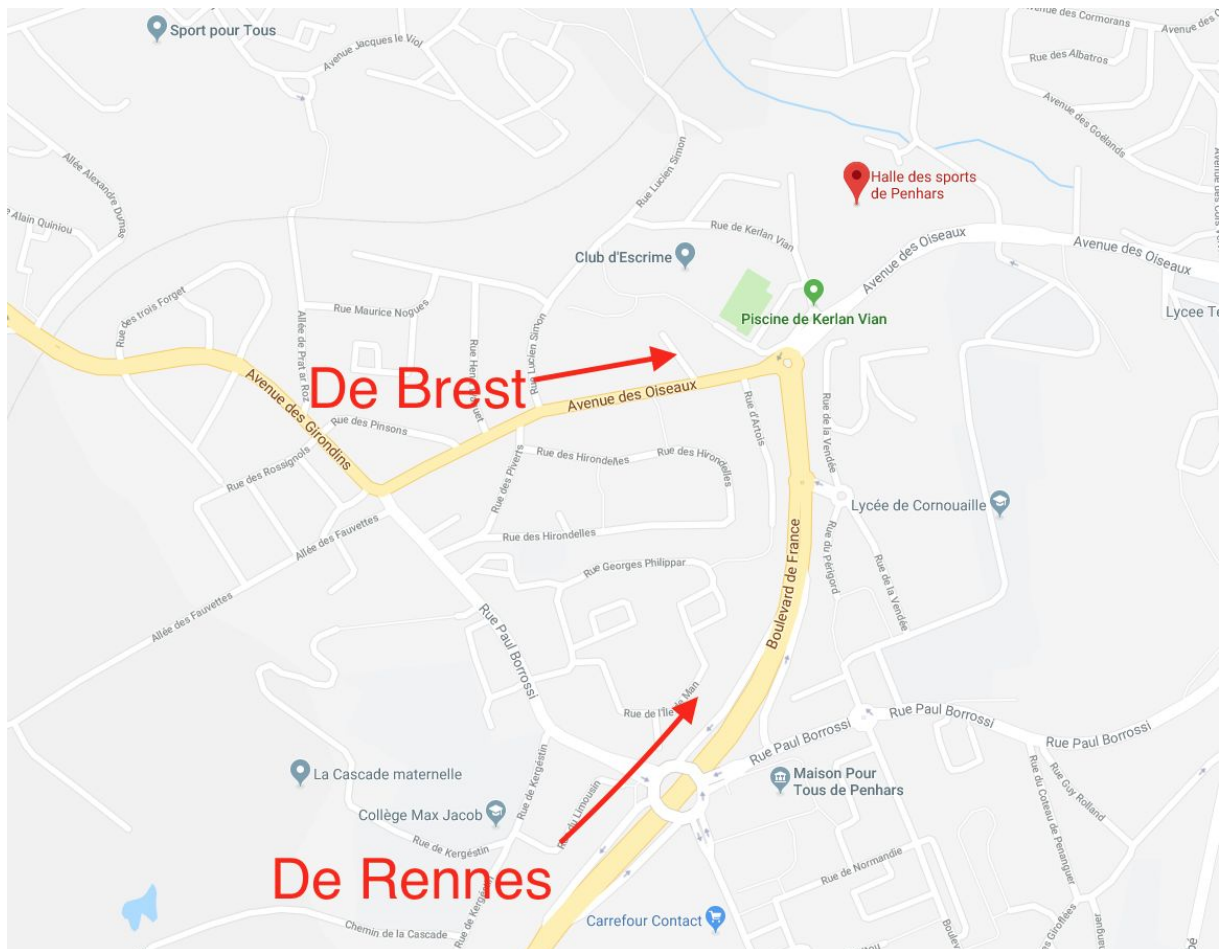 Sport pour Tous
Avenue Jacques le Viol
Avenue des Cormorans
Avenue
Rue des Albatros
Avenue des Goélands
Allée Alexandre Dumas
e Alain Quiniou
Rue Lucien Simon
Halle des sports
de Penhars
Rue de Kerlan Vian
Club d'Escrime
Avenue des Oiseaux
Avenue des Oiseaux
Rue des trois Forget
Rue Maurice Nogues
Allée de Prat ar Roz
Rue Lucien Simon
Piscine de Kerlan Vian
Lycee Te
De Brest
Avenue des Oiseaux
Avenue des Girondins
Rue des Pinsons
Rue d'Artois
Rue de la Vendée
Rue des Rossignols
Rue des Piverts
Rue des Hirondelles
Rue des Hirondelles
Lycée de Cornouaille
Allée des Fauvettes
Rue des Hirondelles
Boulevard de France
Rue du Périgord
Rue de la Vendée
Rue Georges Philippar
Allée des Fauvettes
Rue Paul Borrossi
Rue de l'Île de Man
Rue Paul Borrossi
Rue Paul Borrossi
Rue Paul Borrossi
La Cascade maternelle
Maison Pour
Tous de Penhars
Rue de Kergéstin
Rue du Limousin
Rue Guy Rolland
Rue du Coteau de Penanguer
Collège Max Jacob
Rue de Kergéstin
De Rennes
Rue de Normandie
Rue de Kergéstin
Carrefour Contact
Chemin de la Cascade
Boulev
Giroflées